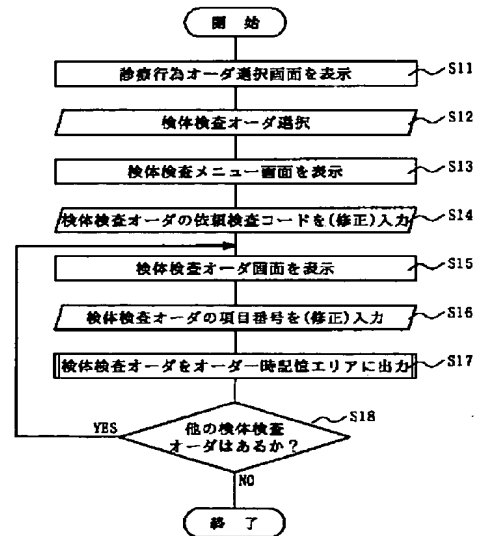 開 始
診療行為オーダ選択画面を表示
S11
検体検査オーダ選択
S12
検体検査メニュー画面を表示
S13
検体検査オーダの依頼検査コードを(修正)入力
S14
検体検査オーダ画面を表示
S15
検体検査オーダの項目番号を(修正)入力
S16
検体検査オーダをオーダ一時記憶エリアに出力
S17
他の検体検査
オーダはあるか?
S18
YES
NO
終 了